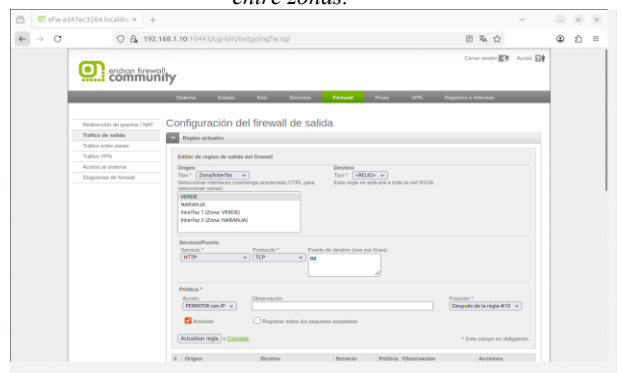 entre zonas.
efw-a347ec3264.localdo: × +
192.168.1.10:10443/cgi-bin/outgoingfw.cgi
Cerrar sesión Ayuda
endian firewall
community
Sistema Estado Red Servicios Firewall Proxy VPN Registros e informes
Redirección de puertos / NAT
Tráfico de salida
Tráfico entre zonas
Tráfico VPN
Acceso al sistema
Diagramas de firewall
Configuración del firewall de salida
Reglas actuales
Editor de reglas de salida del firewall
Origen Destino
Tipo * Zona/Interfaz Tipo * <ROJO>
Seleccionar interfaces (mantenga presionado CTRL para seleccionar varias) Esta regla se aplicará a toda la red ROJA.
VERDE
NARANJA
Interfaz 1 (Zona: VERDE)
Interfaz 2 (Zona: NARANJA)
Servicio/Puerto
Servicio * Protocolo * Puerto de destino (uno por línea)
HTTP TCP 80
Política *
Acción Observación Posición *
PERMITIR con IP Después de la regla #10
Activado Registrar todos los paquetes aceptados
Actualizar regla o Cancelar * Este campo es obligatorio.
# Origen Destino Servicio Política Observación Acciones